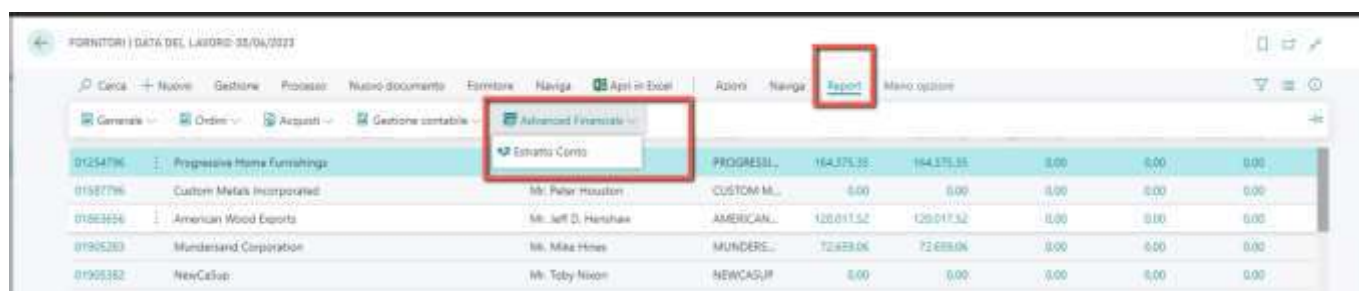 FORNITORI | DATA DEL LAVORO: 30/04/2023
Cerca + Nuovo Gestione Processo Nuovo documento Fornitore Naviga Apri in Excel Azioni Naviga Report Meno opzioni
Generale Ordini Acquisti Gestione contabile Advanced Financials
Estratto Conto
01254796 Progressive Home Furnishings PROGRESSI... 164,375.35 164,375.35 0.00 0.00 0.00
01587796 Custom Metals Incorporated Mr. Peter Houston CUSTOM M... 0.00 0.00 0.00 0.00 0.00
01863656 American Wood Exports Mr. Jeff D. Henshaw AMERICAN... 120,017.52 120,017.52 0.00 0.00 0.00
01905283 Mundersand Corporation Mr. Mike Hines MUNDERS... 72,659.06 72,659.06 0.00 0.00 0.00
01905382 NewCaSup Mr. Toby Nixon NEWCASUP 0.00 0.00 0.00 0.00 0.00